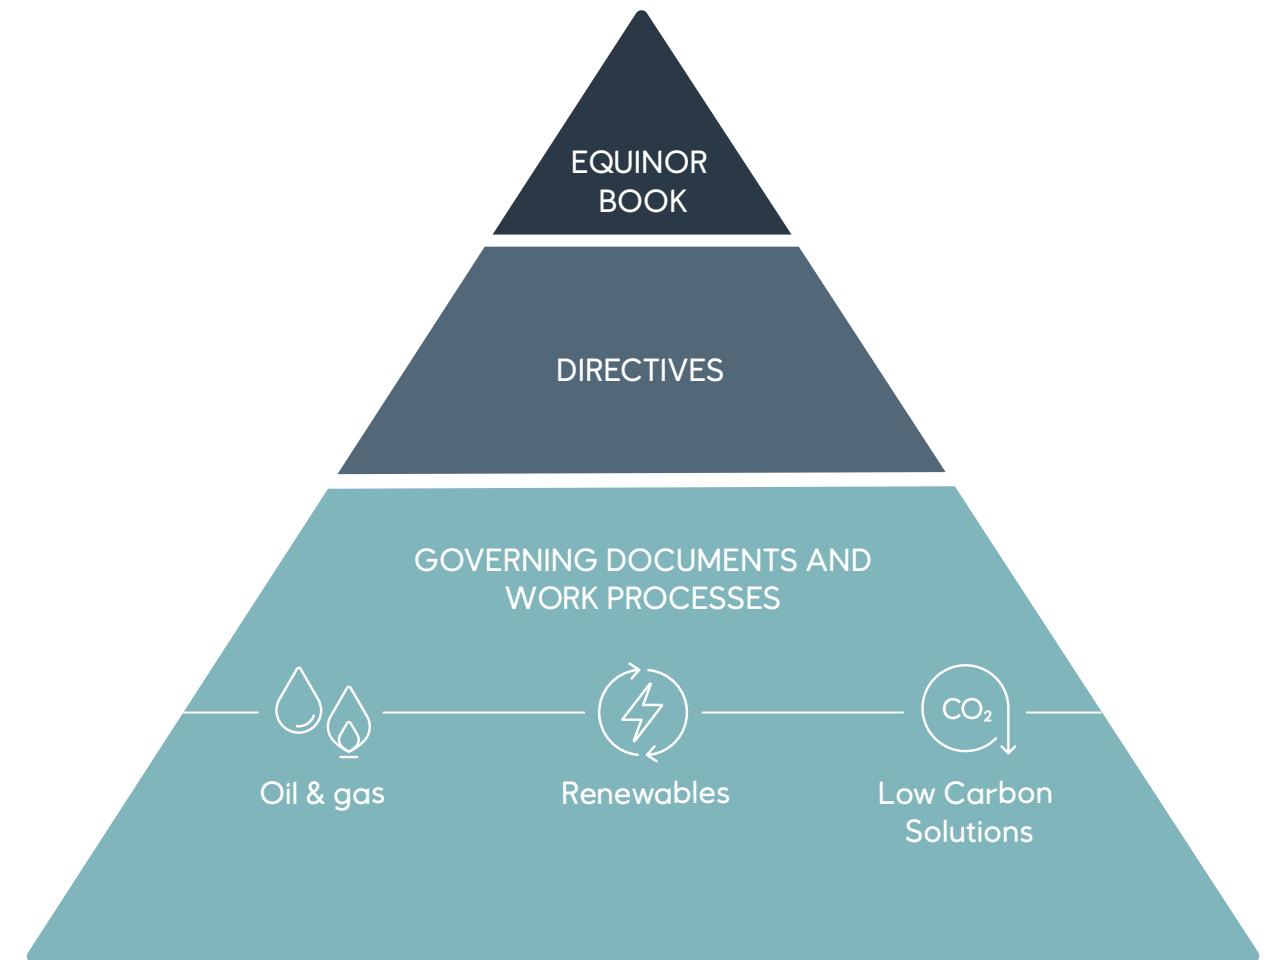 EQUINOR
BOOK
DIRECTIVES
GOVERNING DOCUMENTS AND
WORK PROCESSES
CO₂
Oil & gas
Renewables
Low Carbon
Solutions